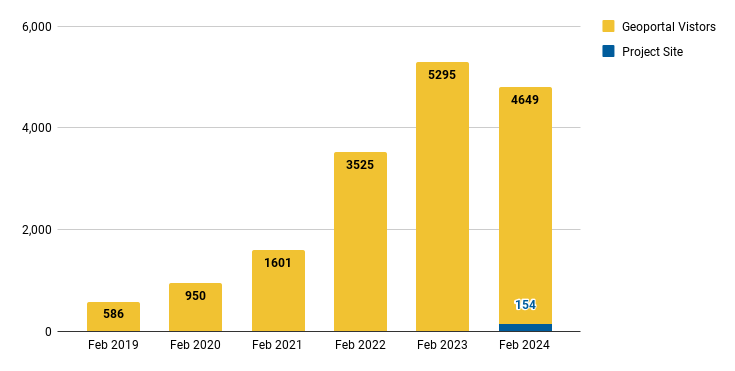 6,000
4,000
2,000
0
5295
4649
3525
1601
950
586
154
Feb 2019
Feb 2020
Feb 2021
Feb 2022
Feb 2023
Feb 2024
Geoportal Vistors
Project Site